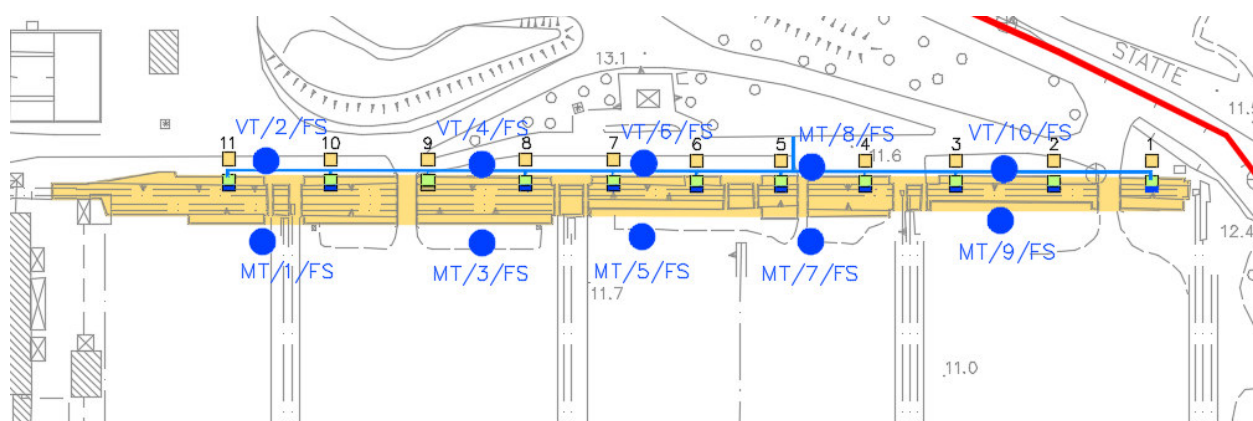 13.1
STATTE
11.5
VT/2/FS
VT/4/FS
VT/6/FS
MT/8/FS
VT/10/FS
11
10
9
8
7
6
5
4
11.6
3
2
1
12.4
MT/1/FS
MT/3/FS
MT/5/FS
MT/7/FS
MT/9/FS
11.7
11.0